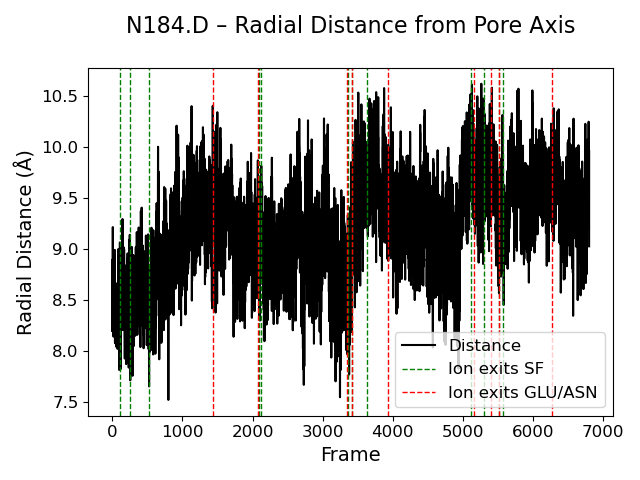 N184.D – Radial Distance from Pore Axis
Radial Distance (Å)
10.5
10.0
9.5
9.0
8.5
8.0
7.5
Distance
Ion exits SF
Ion exits GLU/ASN
0
1000
2000
3000
4000
5000
6000
7000
Frame